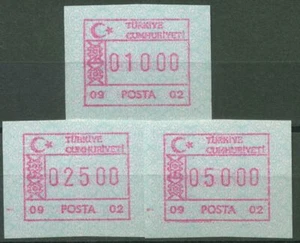 TÜRKİYE
CUMHURİYETİ
01000
09 POSTA 02
TÜRKİYE
CUMHURİYETİ
02500
09 POSTA 02
TÜRKİYE
CUMHURİYETİ
05000
09 POSTA 02